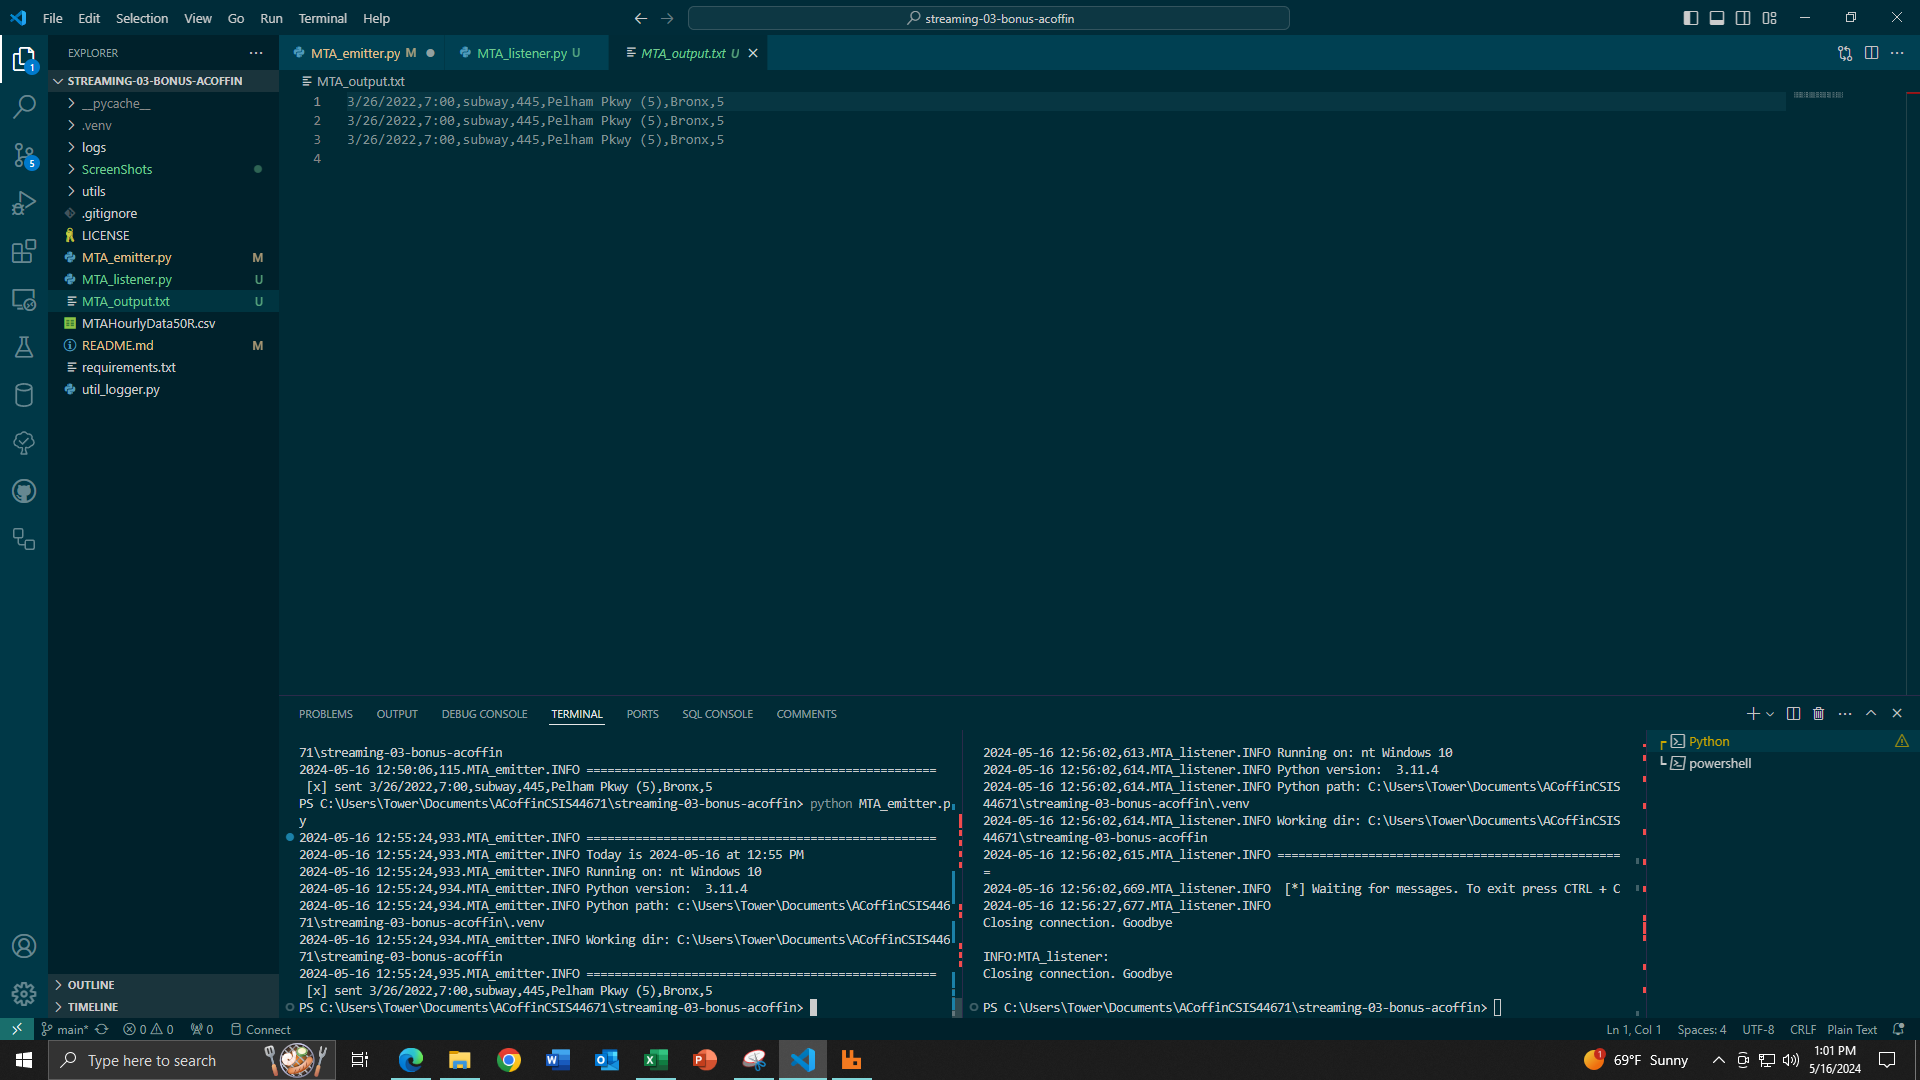 File Edit Selection View Go Run Terminal Help
streaming-03-bonus-acoffin
EXPLORER
1
STREAMING-03-BONUS-ACOFFIN
__pycache__
.venv
logs
5
ScreenShots
utils
.gitignore
LICENSE
MTA_emitter.py M
MTA_listener.py U
MTA_output.txt U
MTAHourlyData50R.csv
README.md M
requirements.txt
util_logger.py
OUTLINE
TIMELINE
MTA_emitter.py M
MTA_listener.py U
MTA_output.txt U
MTA_output.txt
1 3/26/2022,7:00,subway,445,Pelham Pkwy (5),Bronx,5
2 3/26/2022,7:00,subway,445,Pelham Pkwy (5),Bronx,5
3 3/26/2022,7:00,subway,445,Pelham Pkwy (5),Bronx,5
4
PROBLEMS OUTPUT DEBUG CONSOLE TERMINAL PORTS SQL CONSOLE COMMENTS
71\streaming-03-bonus-acoffin
2024-05-16 12:50:06,115.MTA_emitter.INFO ==================================================
[x] sent 3/26/2022,7:00,subway,445,Pelham Pkwy (5),Bronx,5
PS C:\Users\Tower\Documents\ACoffinCSIS44671\streaming-03-bonus-acoffin> python MTA_emitter.p
y
2024-05-16 12:55:24,933.MTA_emitter.INFO ==================================================
2024-05-16 12:55:24,933.MTA_emitter.INFO Today is 2024-05-16 at 12:55 PM
2024-05-16 12:55:24,933.MTA_emitter.INFO Running on: nt Windows 10
2024-05-16 12:55:24,934.MTA_emitter.INFO Python version:  3.11.4
2024-05-16 12:55:24,934.MTA_emitter.INFO Python path: c:\Users\Tower\Documents\ACoffinCSIS446
71\streaming-03-bonus-acoffin\.venv
2024-05-16 12:55:24,934.MTA_emitter.INFO Working dir: C:\Users\Tower\Documents\ACoffinCSIS446
71\streaming-03-bonus-acoffin
2024-05-16 12:55:24,935.MTA_emitter.INFO ==================================================
[x] sent 3/26/2022,7:00,subway,445,Pelham Pkwy (5),Bronx,5
PS C:\Users\Tower\Documents\ACoffinCSIS44671\streaming-03-bonus-acoffin>
2024-05-16 12:56:02,613.MTA_listener.INFO Running on: nt Windows 10
2024-05-16 12:56:02,614.MTA_listener.INFO Python version:  3.11.4
2024-05-16 12:56:02,614.MTA_listener.INFO Python path: C:\Users\Tower\Documents\ACoffinCSIS
44671\streaming-03-bonus-acoffin\.venv
2024-05-16 12:56:02,614.MTA_listener.INFO Working dir: C:\Users\Tower\Documents\ACoffinCSIS
44671\streaming-03-bonus-acoffin
2024-05-16 12:56:02,615.MTA_listener.INFO =================================================
=
2024-05-16 12:56:02,669.MTA_listener.INFO  [*] Waiting for messages. To exit press CTRL + C
2024-05-16 12:56:27,677.MTA_listener.INFO
Closing connection. Goodbye
INFO:MTA_listener:
Closing connection. Goodbye
PS C:\Users\Tower\Documents\ACoffinCSIS44671\streaming-03-bonus-acoffin>
Python
powershell
main* 0 0 0 Connect
Ln 1, Col 1 Spaces: 4 UTF-8 CRLF Plain Text
Type here to search
69°F Sunny
1:01 PM
5/16/2024